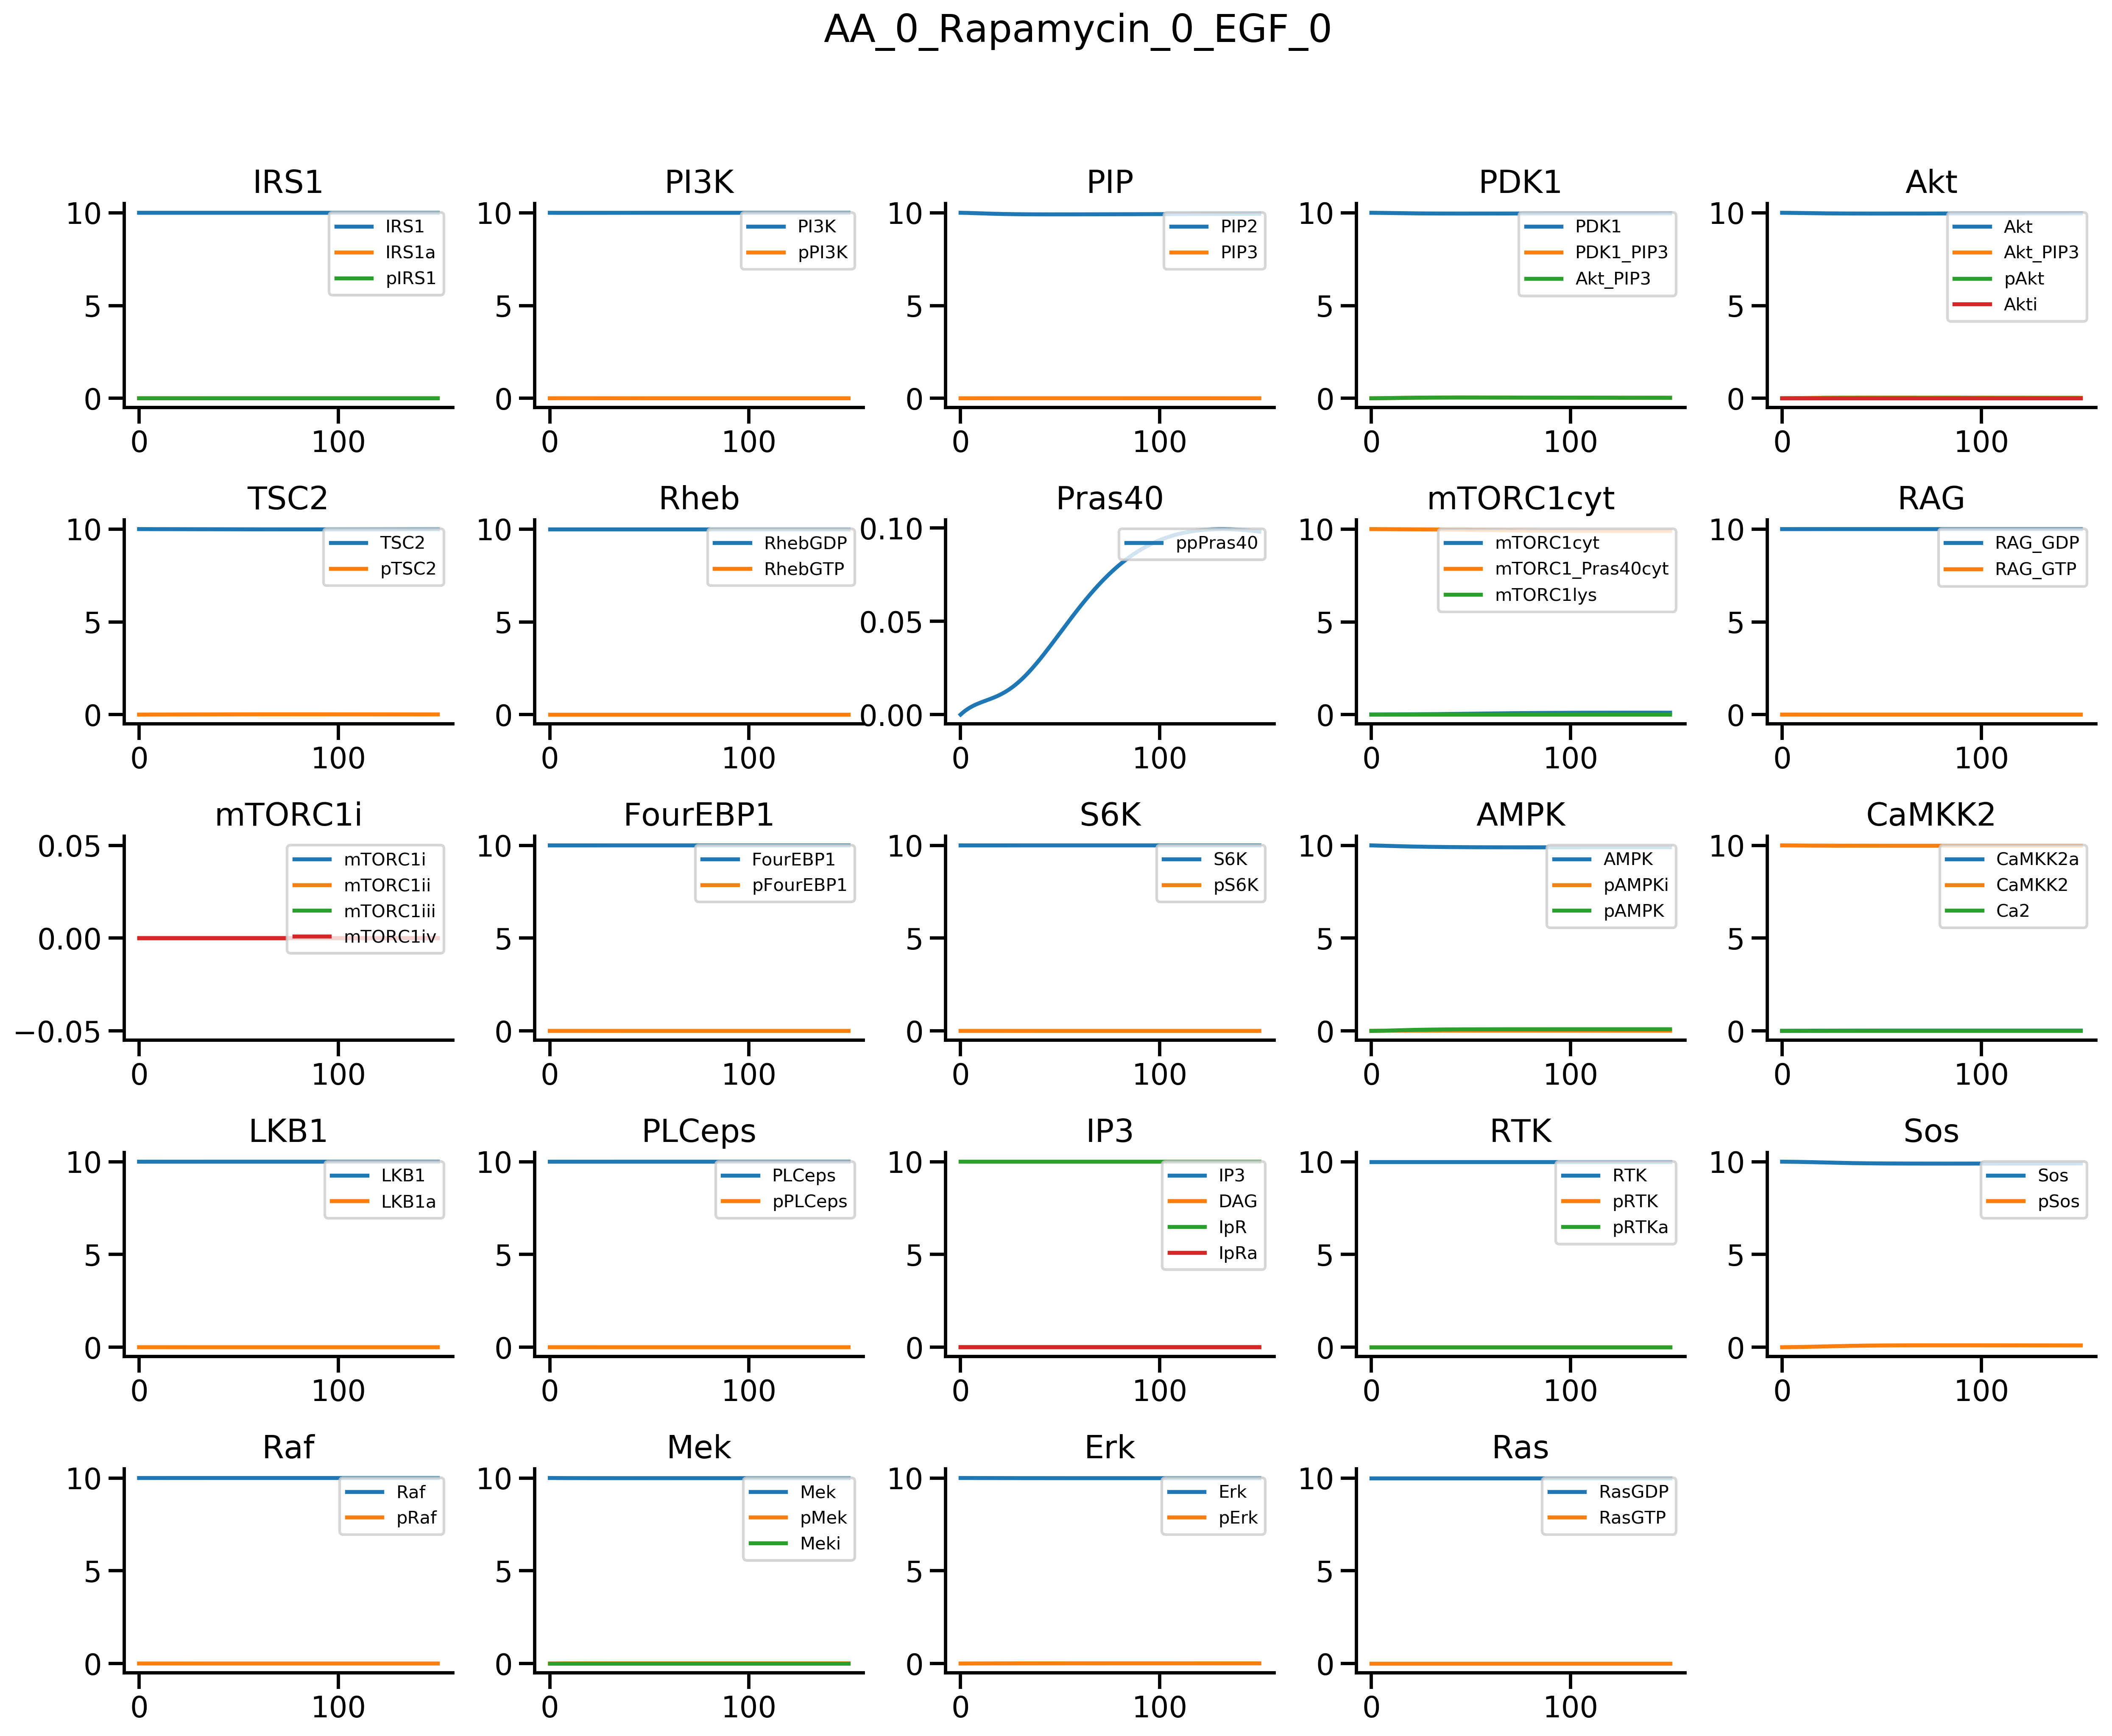 AA_0_Rapamycin_0_EGF_0
IRS1
10
5
0
0
100
IRS1
IRS1a
pIRS1
PI3K
10
5
0
0
100
PI3K
pPI3K
PIP
10
5
0
0
100
PIP2
PIP3
PDK1
10
5
0
0
100
PDK1
PDK1_PIP3
Akt_PIP3
Akt
10
5
0
0
100
Akt
Akt_PIP3
pAkt
Akti
TSC2
10
5
0
0
100
TSC2
pTSC2
Rheb
10
5
0
0
100
RhebGDP
RhebGTP
Pras40
0.10
0.05
0.00
0
100
ppPras40
mTORC1cyt
10
5
0
0
100
mTORC1cyt
mTORC1_Pras40cyt
mTORC1lys
RAG
10
5
0
0
100
RAG_GDP
RAG_GTP
mTORC1i
0.05
0.00
−0.05
0
100
mTORC1i
mTORC1ii
mTORC1iii
mTORC1iv
FourEBP1
10
5
0
0
100
FourEBP1
pFourEBP1
S6K
10
5
0
0
100
S6K
pS6K
AMPK
10
5
0
0
100
AMPK
pAMPKi
pAMPK
CaMKK2
10
5
0
0
100
CaMKK2a
CaMKK2
Ca2
LKB1
10
5
0
0
100
LKB1
LKB1a
PLCeps
10
5
0
0
100
PLCeps
pPLCeps
IP3
10
5
0
0
100
IP3
DAG
IpR
IpRa
RTK
10
5
0
0
100
RTK
pRTK
pRTKa
Sos
10
5
0
0
100
Sos
pSos
Raf
10
5
0
0
100
Raf
pRaf
Mek
10
5
0
0
100
Mek
pMek
Meki
Erk
10
5
0
0
100
Erk
pErk
Ras
10
5
0
0
100
RasGDP
RasGTP